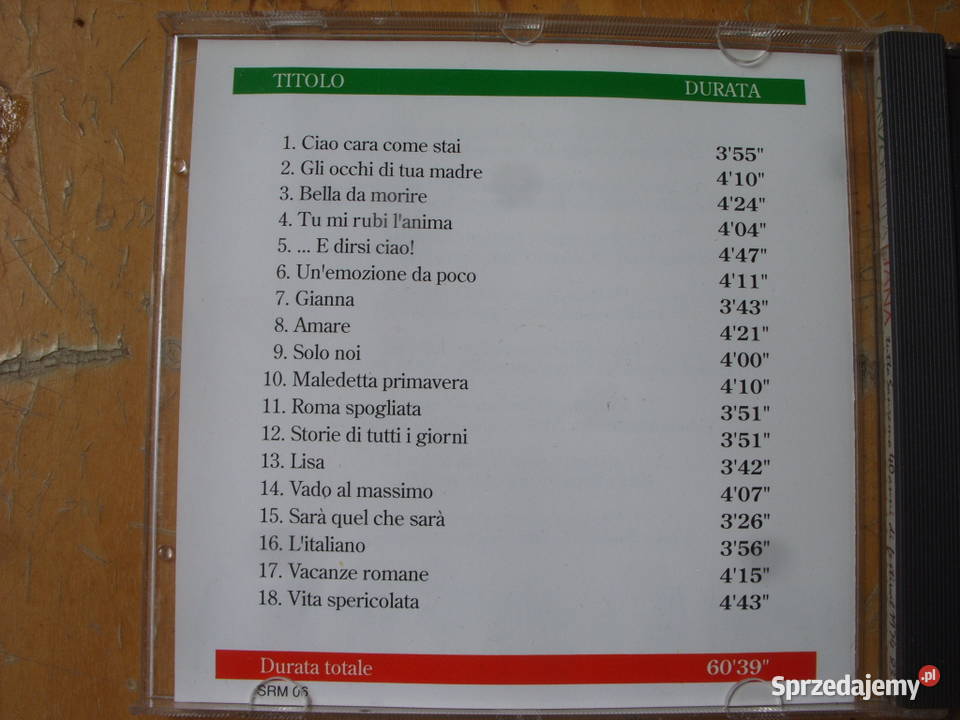 TITOLO DURATA
1. Ciao cara come stai 3'55"
2. Gli occhi di tua madre 4'10"
3. Bella da morire 4'24"
4. Tu mi rubi l'anima 4'04"
5. ... E dirsi ciao! 4'47"
6. Un'emozione da poco 4'11"
7. Gianna 3'43"
8. Amare 4'21"
9. Solo noi 4'00"
10. Maledetta primavera 4'10"
11. Roma spogliata 3'51"
12. Storie di tutti i giorni 3'51"
13. Lisa 3'42"
14. Vado al massimo 4'07"
15. Sarà quel che sarà 3'26"
16. L'italiano 3'56"
17. Vacanze romane 4'15"
18. Vita spericolata 4'43"
Durata totale 60'39"
SRM 06
Sprzedajemy.pl